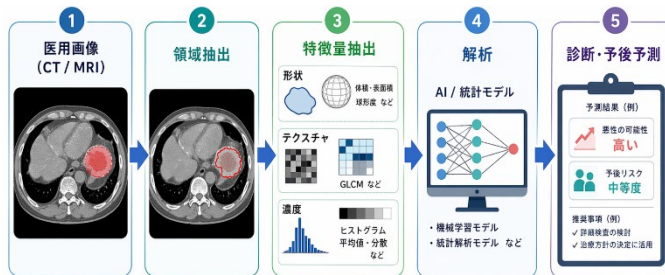 1
医用画像
(CT / MRI)
2
領域抽出
3
特徴量抽出
形状
体積・表面積
球形度 など
テクスチャ
GLCM など
濃度
ヒストグラム
平均値・分散
など
4
解析
AI / 統計モデル
・機械学習モデル
・統計解析モデル など
5
診断・予後予測
予測結果（例）
悪性の可能性
高い
予後リスク
中等度
推奨事項（例）
✓ 詳細検査の検討
✓ 治療方針の決定に活用